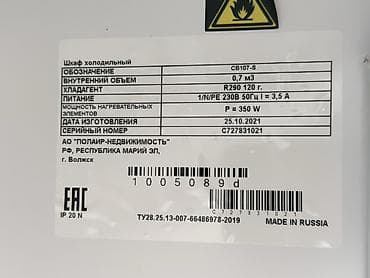 Шкаф холодильный
ОБОЗНАЧЕНИЕ CB107-S
ВНУТРЕННИЙ ОБЪЕМ 0,7 м3
ХЛАДАГЕНТ R290 120 г.
ПИТАНИЕ 1/N/PE 230В 50Гц I = 3,5 А
МОЩНОСТЬ НАГРЕВАТЕЛЬНЫХ ЭЛЕМЕНТОВ P = 350 W
ДАТА ИЗГОТОВЛЕНИЯ 25.10.2021
СЕРИЙНЫЙ НОМЕР C727831021
АО "ПОЛАИР-НЕДВИЖИМОСТЬ"
РФ, РЕСПУБЛИКА МАРИЙ ЭЛ,
г. Волжск
1005089d
EAC
IP 20 N
C727831021
ТУ28.25.13-007-66486978-2019
MADE IN RUSSIA